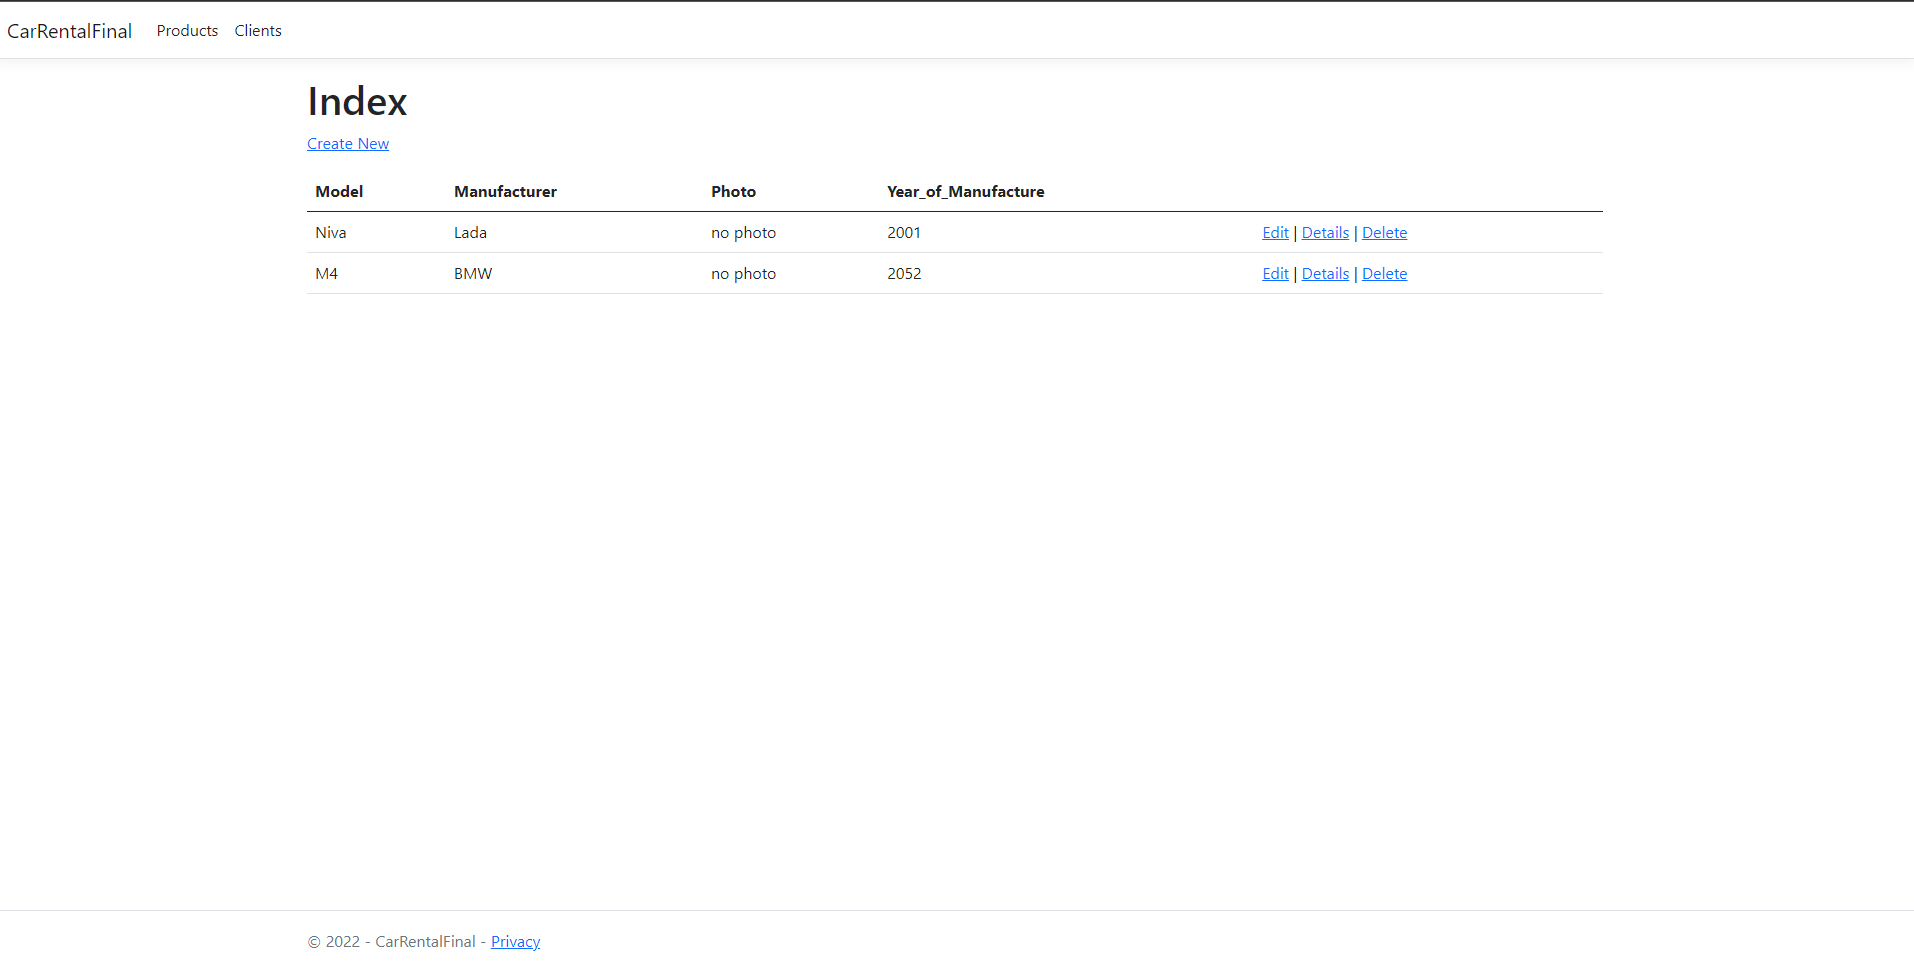 CarRentalFinal Products Clients
Index
Create New
Model Manufacturer Photo Year_of_Manufacture
Niva Lada no photo 2001 Edit | Details | Delete
M4 BMW no photo 2052 Edit | Details | Delete
© 2022 - CarRentalFinal - Privacy